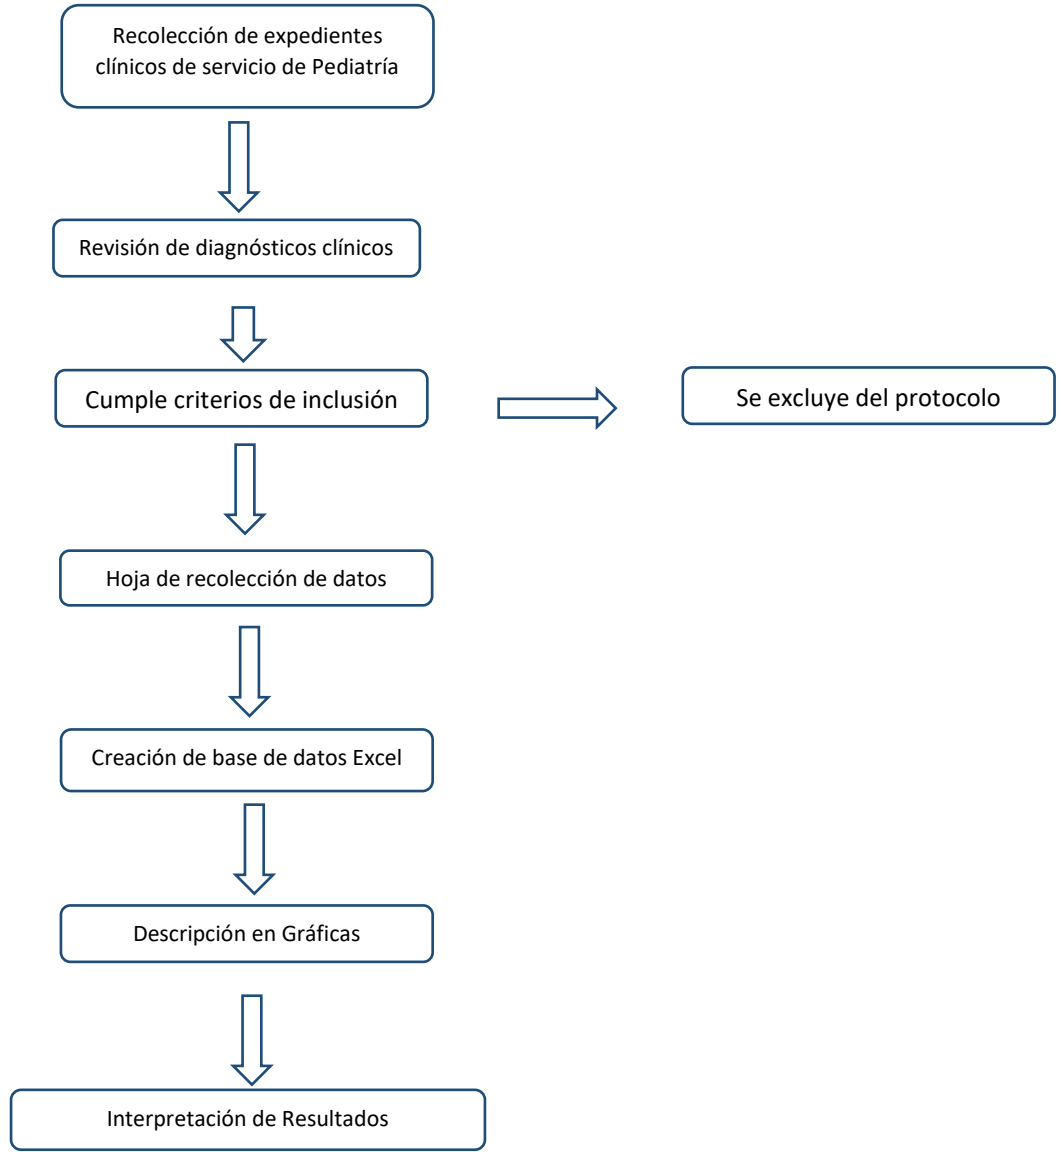 Recolección de expedientes
clínicos de servicio de Pediatría
Revisión de diagnósticos clínicos
Cumple criterios de inclusión
Se excluye del protocolo
Hoja de recolección de datos
Creación de base de datos Excel
Descripción en Gráficas
Interpretación de Resultados